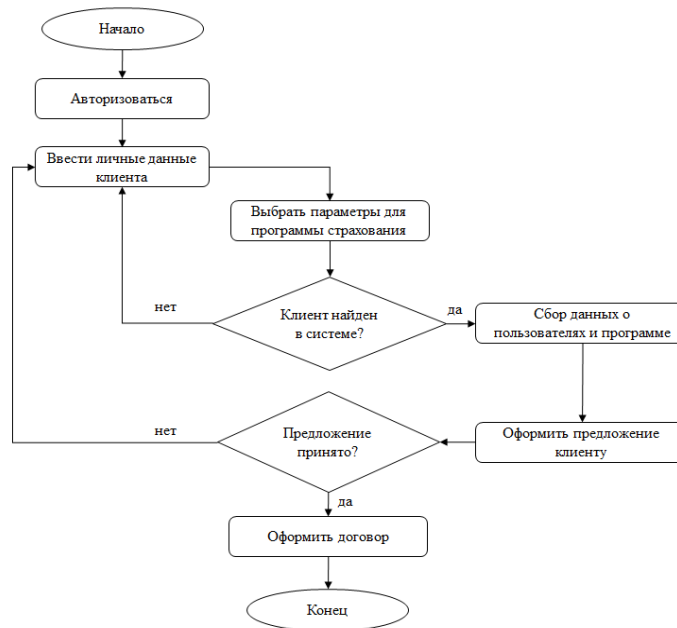 Начало
Авторизоваться
Ввести личные данные
клиента
Выбрать параметры для
программы страхования
нет
Клиент найден
в системе?
да
Сбор данных о
пользователях и программе
нет
Предложение
принято?
Оформить предложение
клиенту
да
Оформить договор
Конец